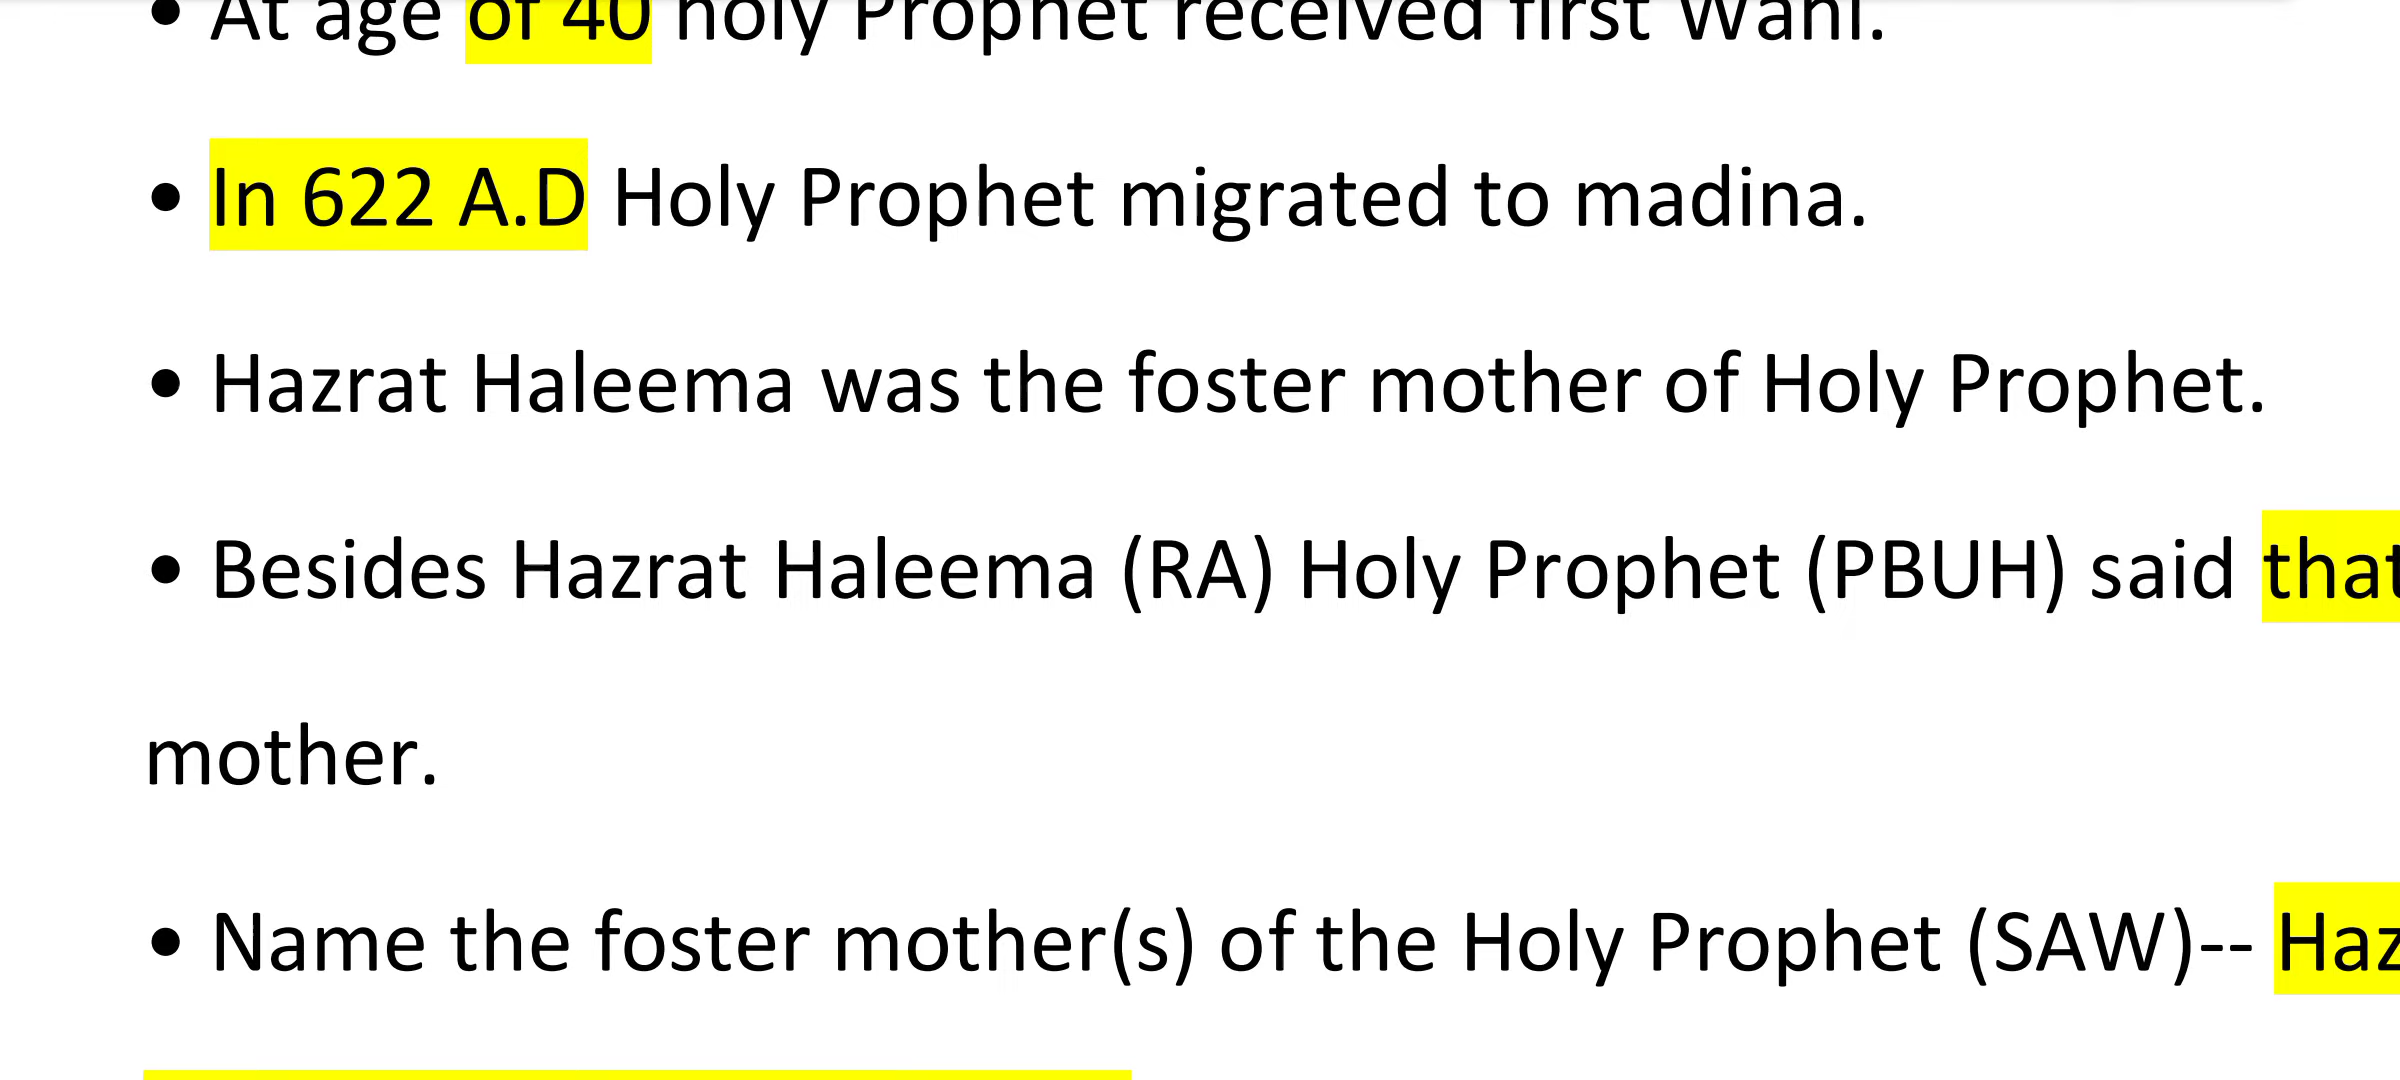 • At age of 40 holy Prophet received first Wahi.
• In 622 A.D Holy Prophet migrated to madina.
• Hazrat Haleema was the foster mother of Holy Prophet.
• Besides Hazrat Haleema (RA) Holy Prophet (PBUH) said that
mother.
• Name the foster mother(s) of the Holy Prophet (SAW)-- Haz